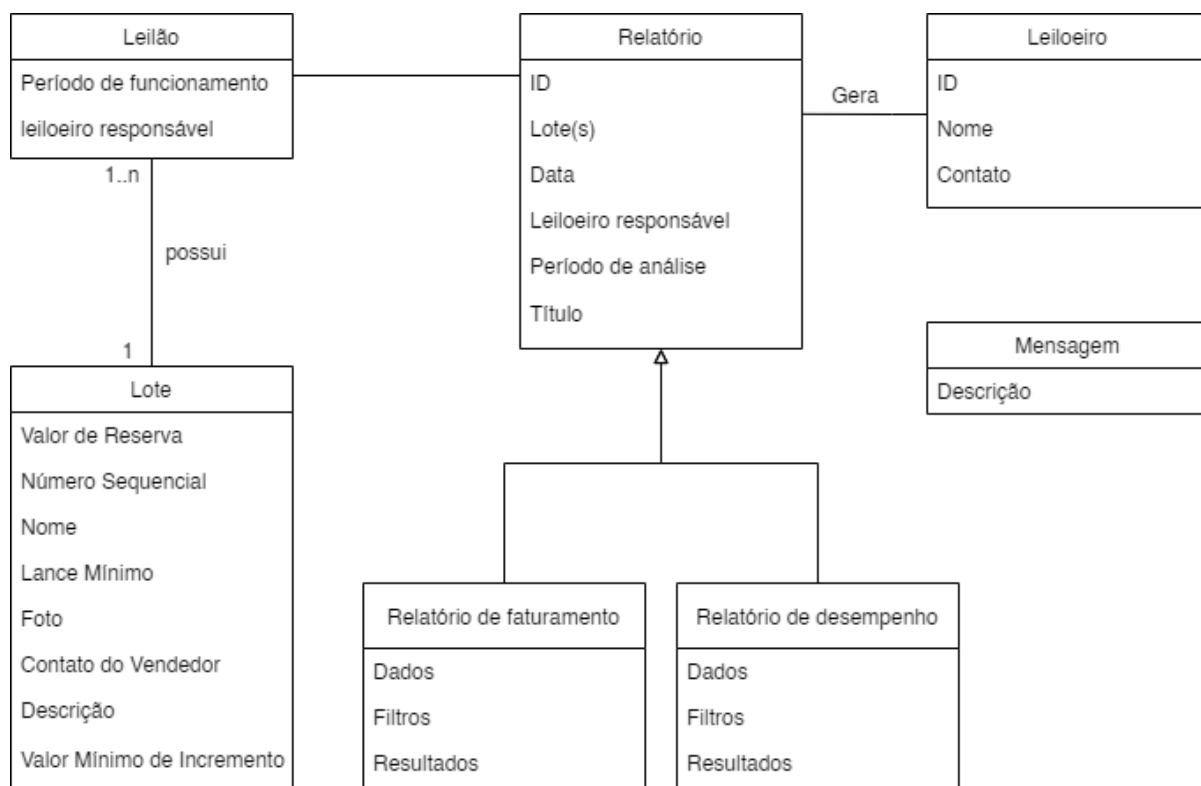 Leilão
Período de funcionamento
leiloeiro responsável
1..n
possui
1
Lote
Valor de Reserva
Número Sequencial
Nome
Lance Mínimo
Foto
Contato do Vendedor
Descrição
Valor Mínimo de Incremento
Relatório
ID
Lote(s)
Data
Leiloeiro responsável
Período de análise
Título
Gera
Leiloeiro
ID
Nome
Contato
Mensagem
Descrição
Relatório de faturamento
Dados
Filtros
Resultados
Relatório de desempenho
Dados
Filtros
Resultados